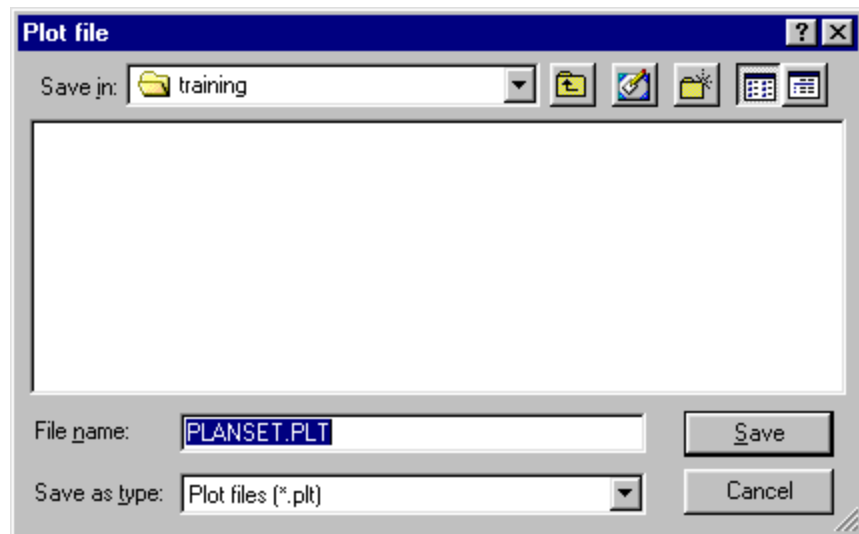 Plot file
Save in: training
File name: PLANSET.PLT Save
Save as type: Plot files (*.plt) Cancel